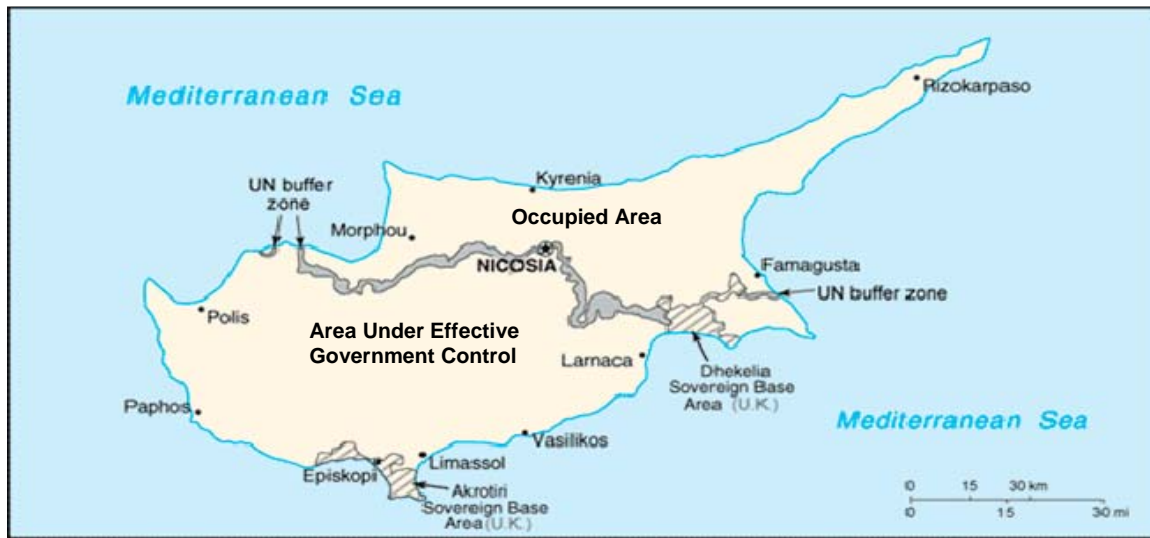 Mediterranean Sea
Rizokarpaso
Kyrenia
UN buffer
zone
Occupied Area
Morphou
NICOSIA
Famagusta
UN buffer zone
Polis
Area Under Effective
Government Control
Larnaca
Dhekelia
Sovereign Base
Area (U.K.)
Paphos
Mediterranean Sea
Vasilikos
Limassol
Episkopi
Akrotiri
Sovereign Base
Area (U.K.)
0 15 30 km
0 15 30 mi